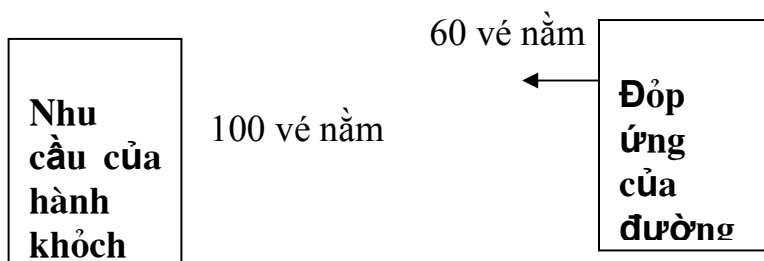 60 vé nằm
Nhu
cầu của
hành
khỏch
100 vé nằm
Đỏp
ứng
của
đường